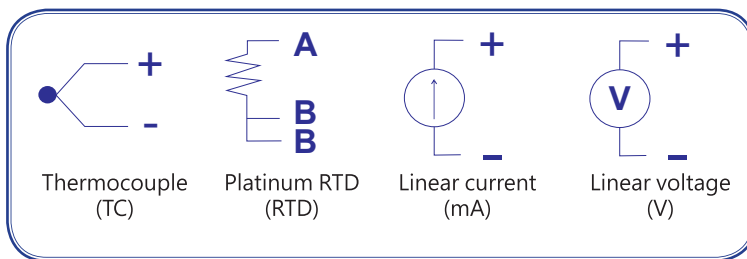 +
-
Thermocouple
(TC)
A
B
B
Platinum RTD
(RTD)
+
-
Linear current
(mA)
+
V
-
Linear voltage
(V)